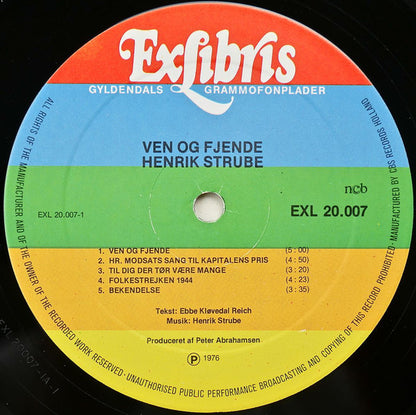 ExLibris
GYLDENDALS GRAMMOFONPLADER
VEN OG FJENDE
HENRIK STRUBE
ncb
EXL 20.007-1
EXL 20.007
1. VEN OG FJENDE (5:00)
2. HR. MODSATS SANG TIL KAPITALENS PRIS (4:50)
3. TIL DIG DER TØR VÆRE MANGE (3:20)
4. FOLKESTREJKEN 1944 (4:23)
5. BEKENDELSE (3:35)
Tekst: Ebbe Kløvedal Reich
Musik: Henrik Strube
Produceret af Peter Abrahamsen
P 1976
ALL RIGHTS OF THE MANUFACTURER AND OF THE OWNER OF THE RECORDED WORK RESERVED - UNAUTHORISED PUBLIC PERFORMANCE BROADCASTING AND COPYING OF THIS RECORD PROHIBITED - MANUFACTURED BY CBS RECORDS HOLLAND